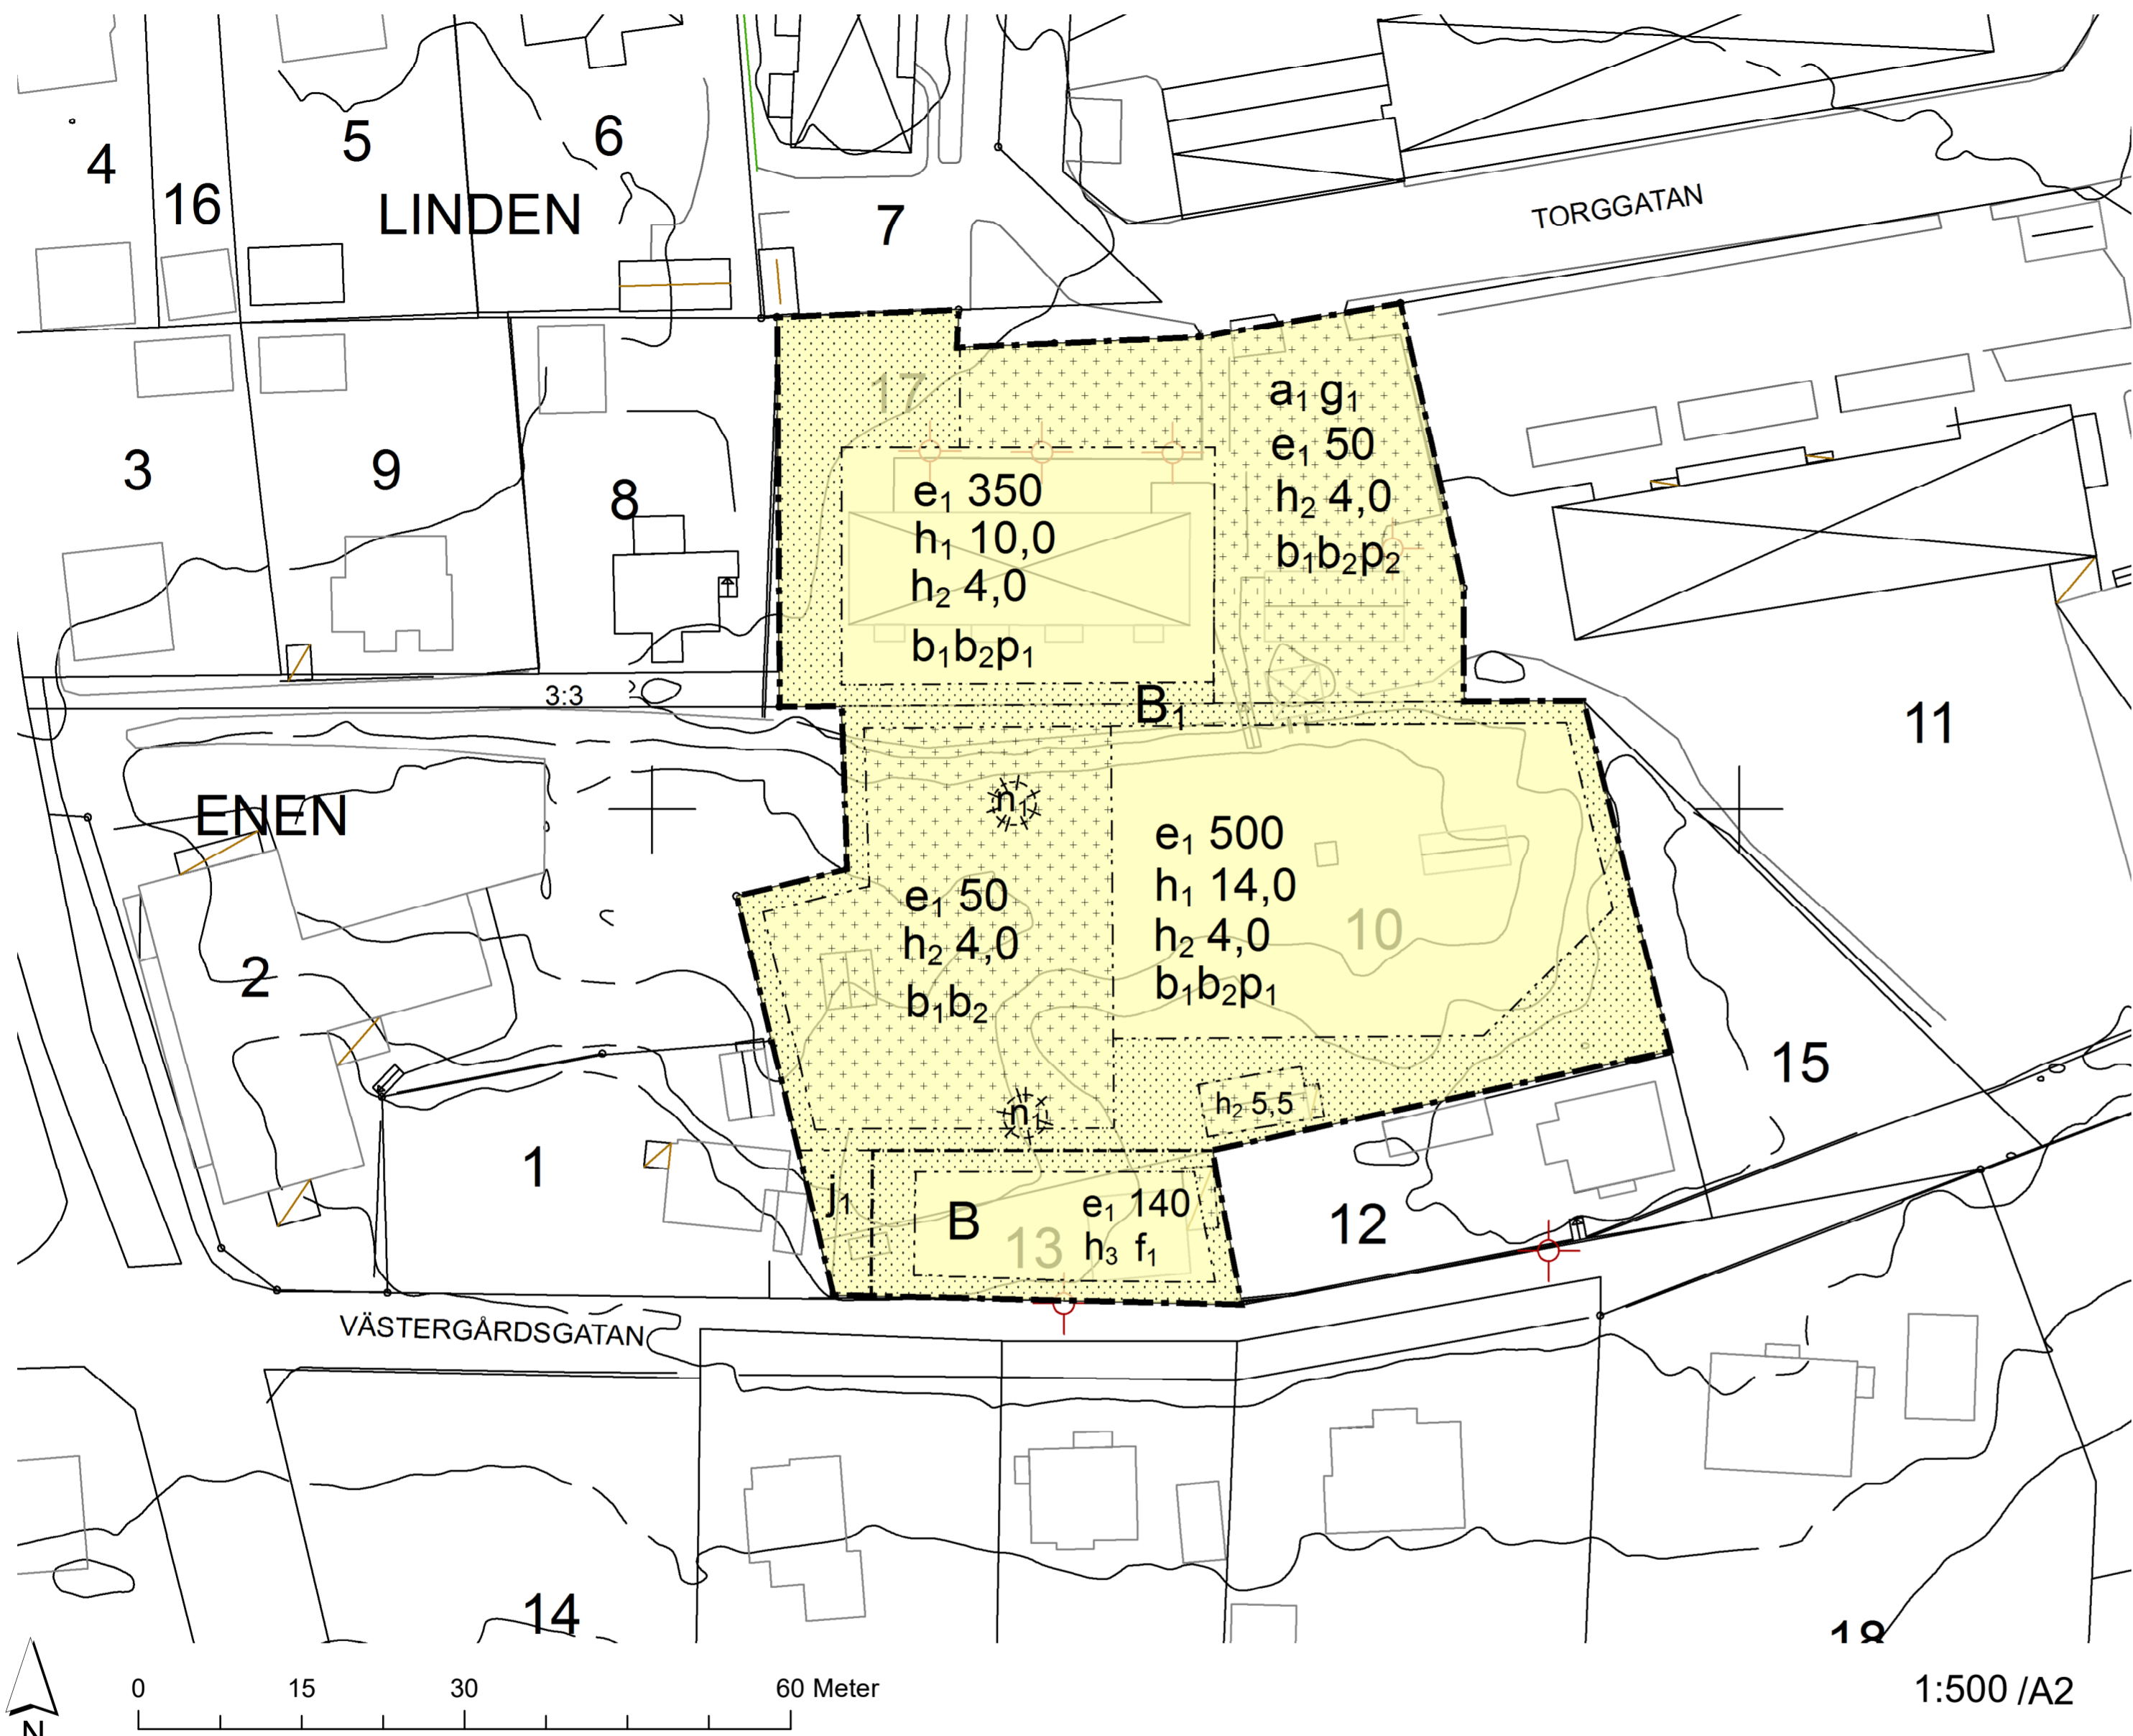 4
16
5
6
LINDEN
7
TORGGATAN
3
9
8
17
a₁ g₁
e₁ 50
h₂ 4,0
b₁b₂p₂
e₁ 350
h₁ 10,0
h₂ 4,0
b₁b₂p₁
3:3
B₁
11
ENEN
n₁
e₁ 500
h₁ 14,0
h₂ 4,0
b₁b₂p₁
10
e₁ 50
h₂ 4,0
b₁b₂
2
15
n₁
h₂ 5,5
1
j₁
B
13
e₁ 140
h₃ f₁
12
VÄSTERGÅRDSGATAN
14
18
N
0 15 30 60 Meter
1:500 /A2